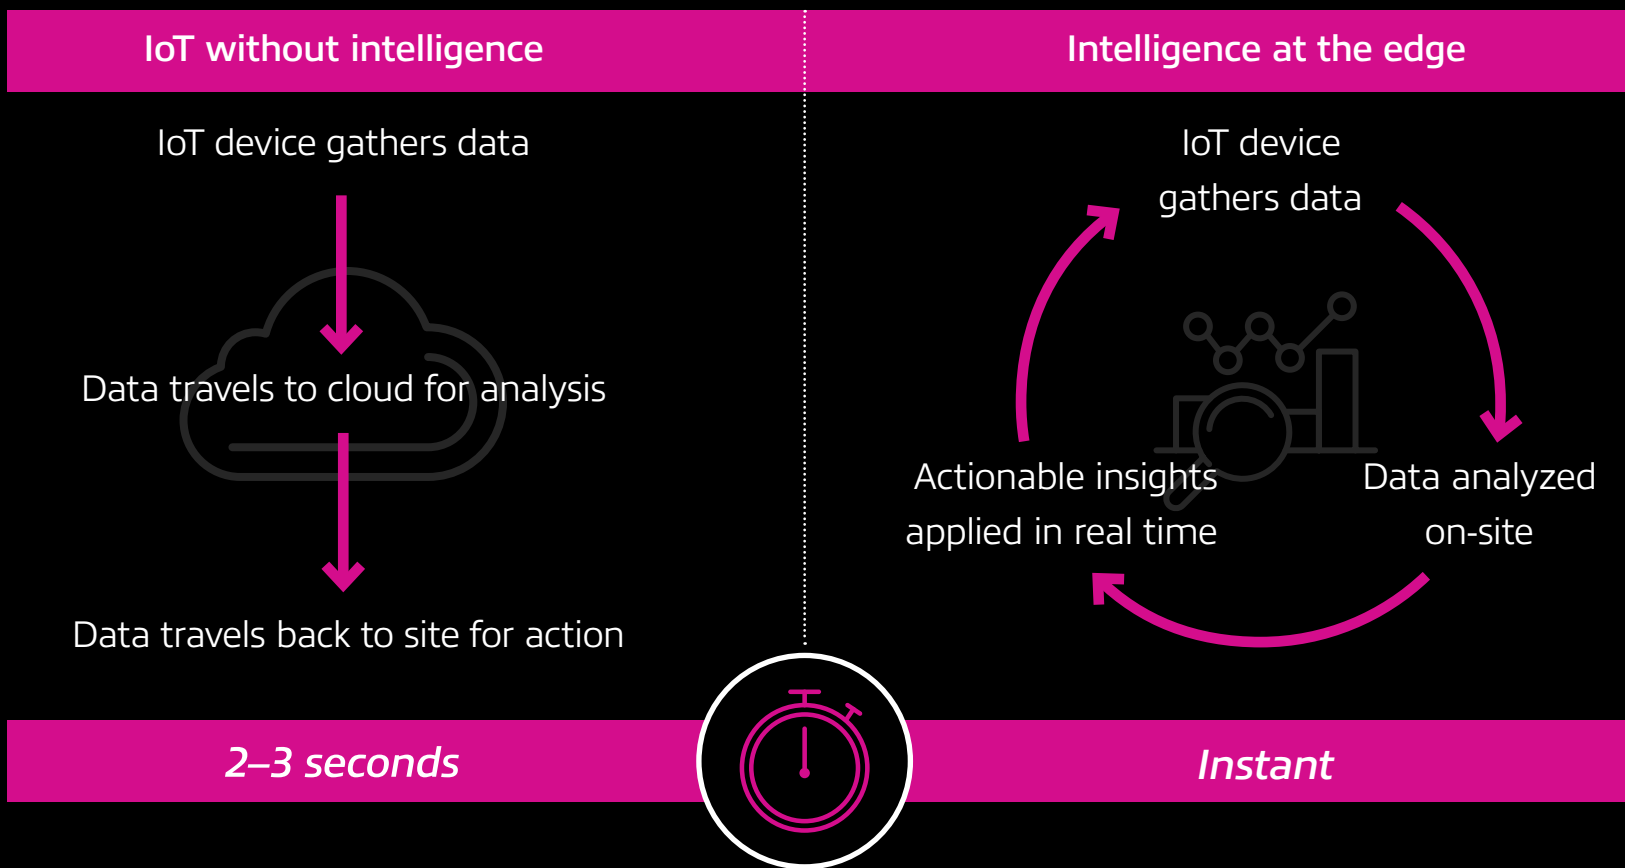 IoT without intelligence
IoT device gathers data
Data travels to cloud for analysis
Data travels back to site for action
2–3 seconds
Intelligence at the edge
IoT device
gathers data
Data analyzed
on-site
Actionable insights
applied in real time
Instant